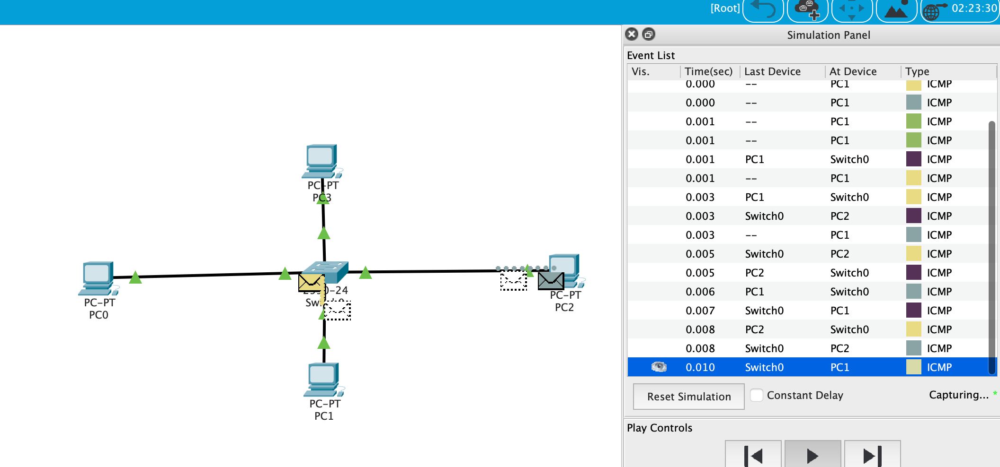 [Root]
02:23:30
Simulation Panel
Event List
Vis. Time(sec) Last Device At Device Type
0.000 -- PC1 ICMP
0.000 -- PC1 ICMP
0.001 -- PC1 ICMP
0.001 -- PC1 ICMP
0.001 PC1 Switch0 ICMP
0.001 -- PC1 ICMP
0.003 PC1 Switch0 ICMP
0.003 Switch0 PC2 ICMP
0.003 -- PC1 ICMP
0.005 Switch0 PC2 ICMP
0.005 PC2 Switch0 ICMP
0.006 PC1 Switch0 ICMP
0.007 Switch0 PC1 ICMP
0.008 PC2 Switch0 ICMP
0.008 Switch0 PC2 ICMP
0.010 Switch0 PC1 ICMP
Reset Simulation
Constant Delay
Capturing... *
Play Controls
PC-PT
PC3
PC-PT
PC0
PC-PT
PC2
PC-PT
PC1